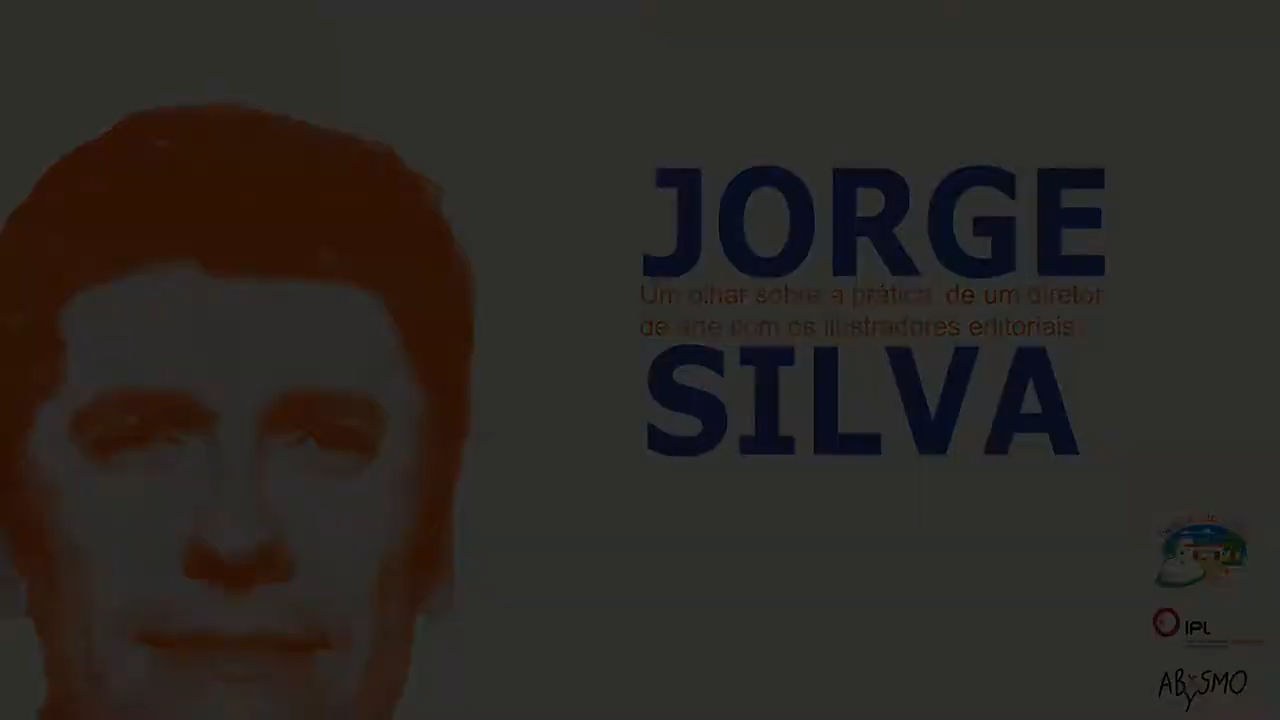 JORGE
Um olhar sobre a prática de um diretor
de arte com os ilustradores editoriais
SILVA
IPL
ABYSMO